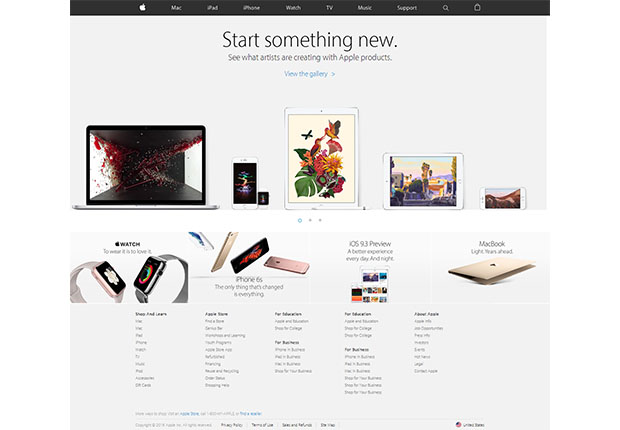 Mac iPad iPhone Watch TV Music Support
Start something new.
See what artists are creating with Apple products.
View the gallery >
WATCH
To wear it is to love it.
iPhone 6s
The only thing that's changed
is everything.
iOS 9.3 Preview
A better experience
every day. And night.
MacBook
Light. Years ahead.
Shop And Learn
Mac
Mac
iPad
iPhone
Watch
TV
Music
iPad
Accessories
Gift Cards
Apple Store
Find a Store
Genius Bar
Workshops and Learning
Youth Programs
Apple Store App
Refurbished
Financing
Reuse and Recycling
Order Status
Shopping Help
For Education
Apple and Education
Shop for College
For Business
iPhone in Business
iPad in Business
Mac in Business
Shop for Your Business
For Education
Apple and Education
Shop for College
For Business
iPhone in Business
iPad in Business
Mac in Business
Shop for Your Business
Shop for Your Business
Shop for Your Business
About Apple
Apple Info
Job Opportunities
Press Info
Investors
Events
Hot News
Legal
Contact Apple
More ways to shop: Visit an Apple Store, call 1-800-MY-APPLE, or find a reseller.
Copyright © 2016 Apple Inc. All rights reserved. Privacy Policy Terms of Use Sales and Refunds Site Map United States